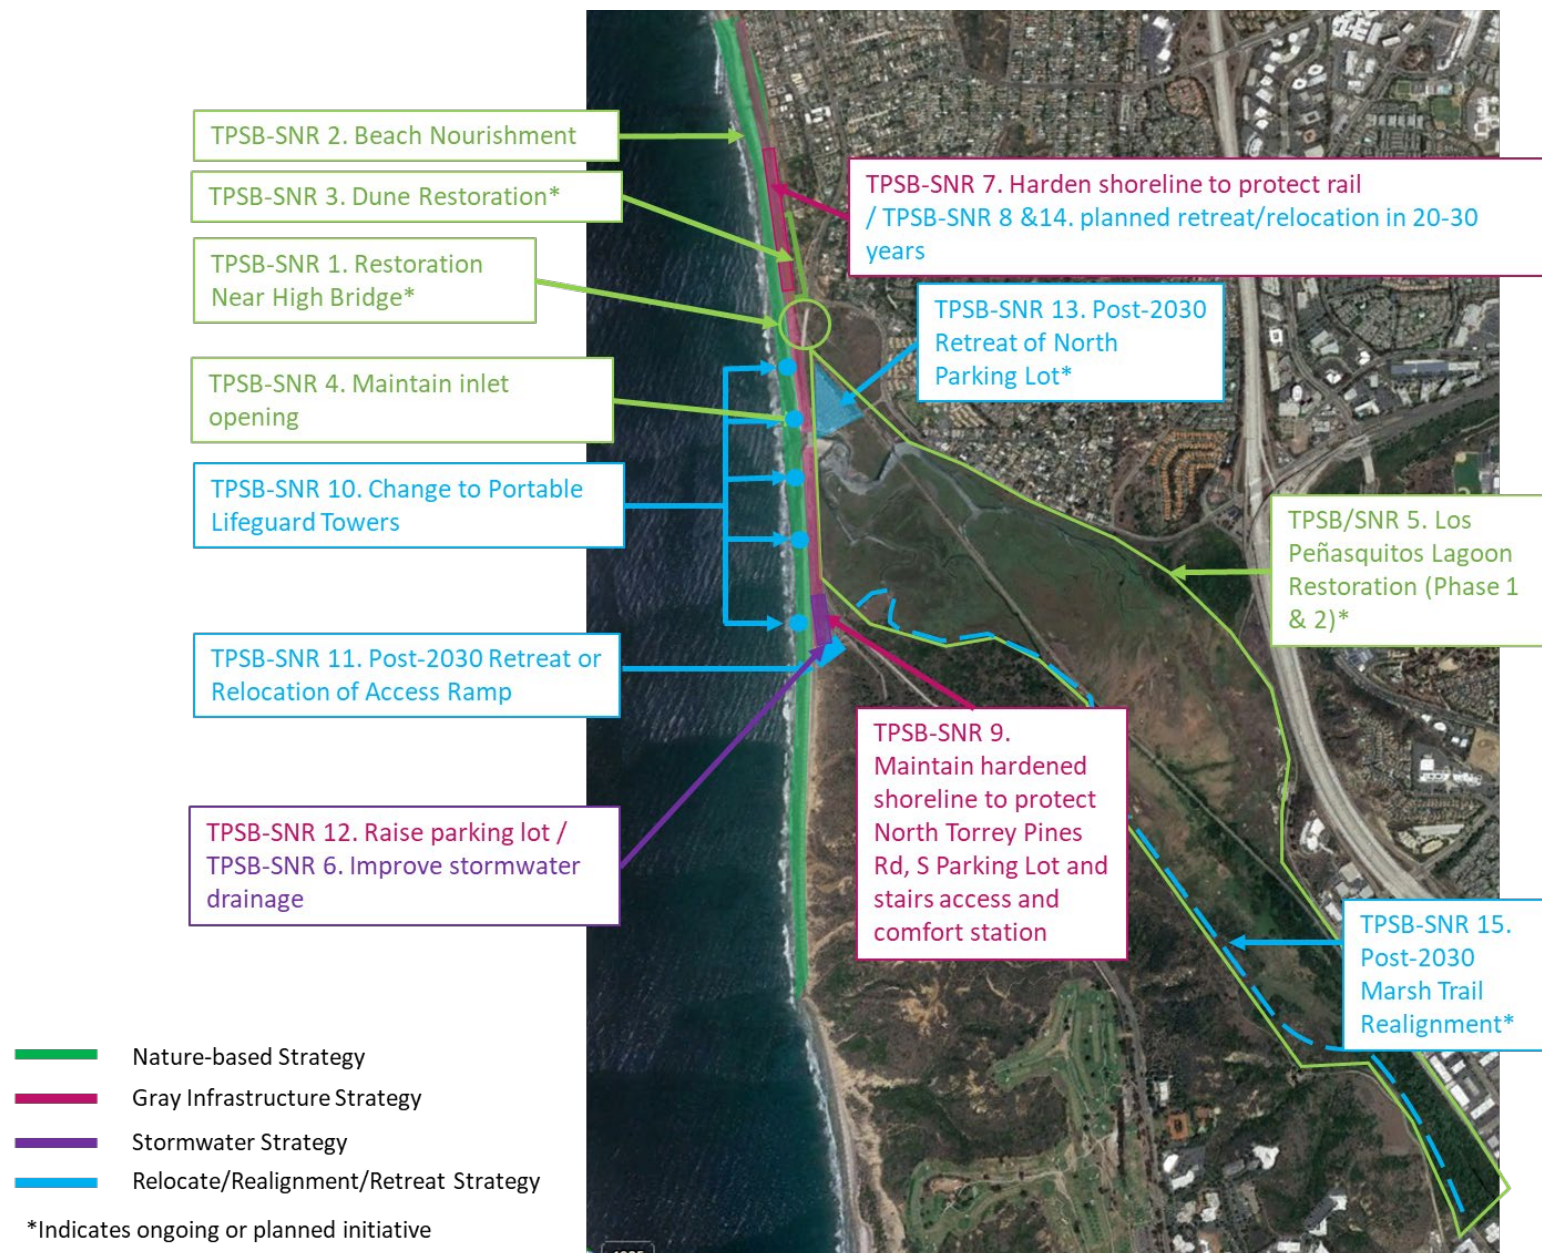 TPSB-SNR 2. Beach Nourishment
TPSB-SNR 3. Dune Restoration*
TPSB-SNR 1. Restoration
Near High Bridge*
TPSB-SNR 4. Maintain inlet
opening
TPSB-SNR 10. Change to Portable
Lifeguard Towers
TPSB-SNR 11. Post-2030 Retreat or
Relocation of Access Ramp
TPSB-SNR 12. Raise parking lot /
TPSB-SNR 6. Improve stormwater
drainage
TPSB-SNR 7. Harden shoreline to protect rail
/ TPSB-SNR 8 &14. planned retreat/relocation in 20-30
years
TPSB-SNR 13. Post-2030
Retreat of North
Parking Lot*
TPSB/SNR 5. Los
Peñasquitos Lagoon
Restoration (Phase 1
& 2)*
TPSB-SNR 9.
Maintain hardened
shoreline to protect
North Torrey Pines
Rd, S Parking Lot and
stairs access and
comfort station
TPSB-SNR 15.
Post-2030
Marsh Trail
Realignment*
Nature-based Strategy
Gray Infrastructure Strategy
Stormwater Strategy
Relocate/Realignment/Retreat Strategy
*Indicates ongoing or planned initiative